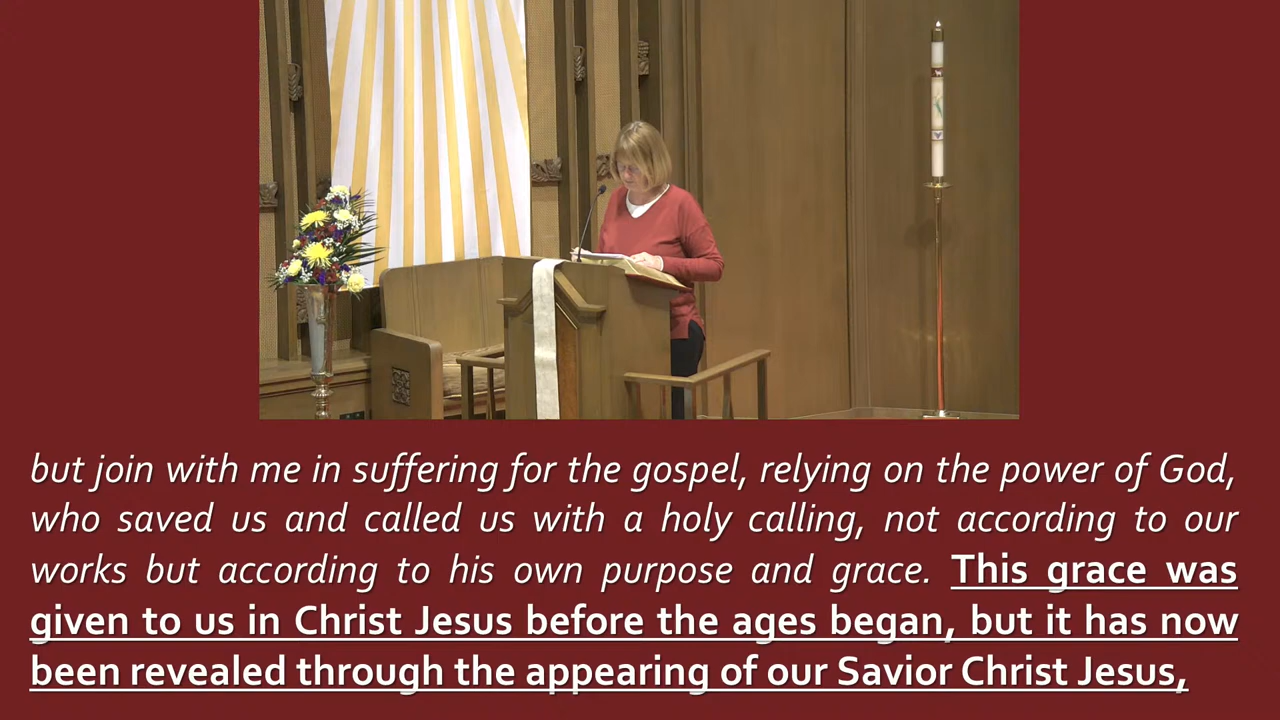 but join with me in suffering for the gospel, relying on the power of God,
who saved us and called us with a holy calling, not according to our
works but according to his own purpose and grace. This grace was
given to us in Christ Jesus before the ages began, but it has now
been revealed through the appearing of our Savior Christ Jesus,